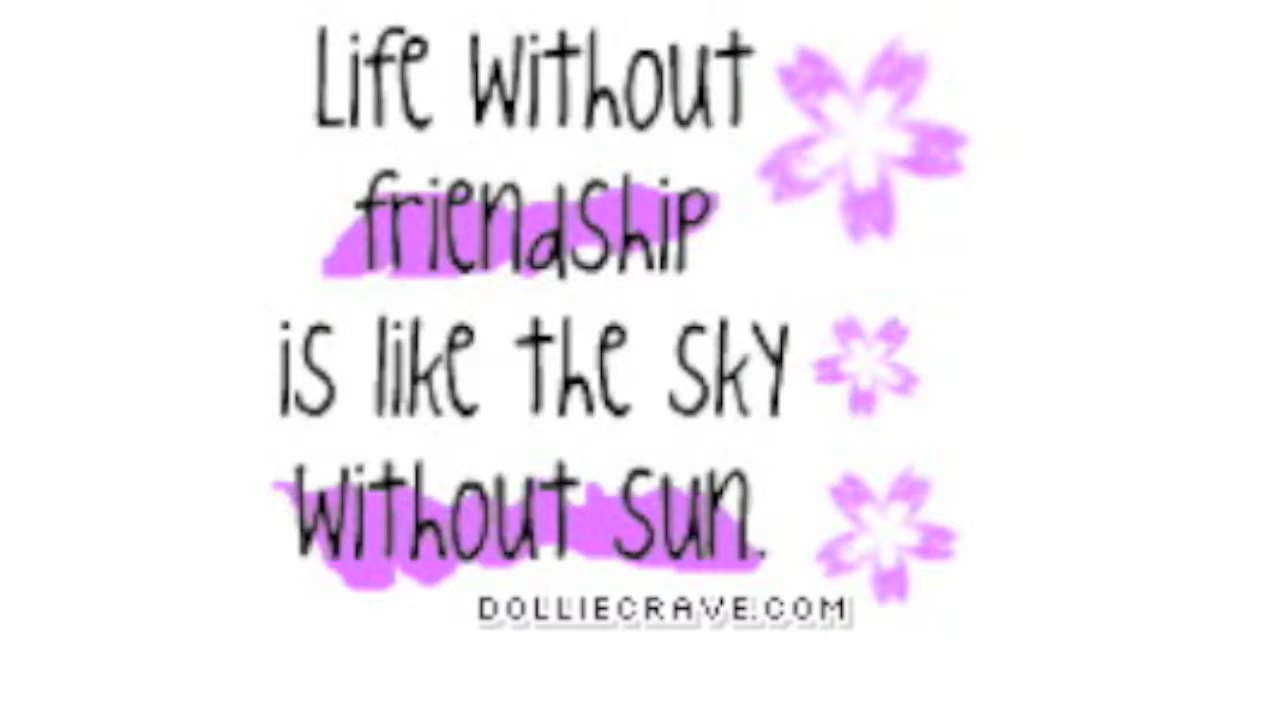 Life without
friendship
is like the sky
without sun.
DOLLIECRAVE.COM